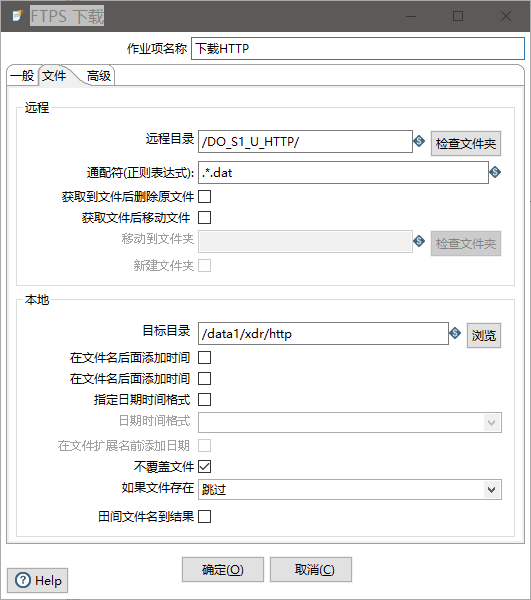 FTPS 下载
作业项名称 下载HTTP
一般 文件 高级
远程
远程目录 /DO_S1_U_HTTP/ 检查文件夹
通配符(正则表达式): .*.dat
获取到文件后删除原文件
获取文件后移动文件
移动到文件夹 检查文件夹
新建文件夹
本地
目标目录 /data1/xdr/http 浏览
在文件名后面添加时间
在文件名后面添加时间
指定日期时间格式
日期时间格式
在文件扩展名前添加日期
不覆盖文件
如果文件存在 跳过
田间文件名到结果
确定(O) 取消(C)
Help